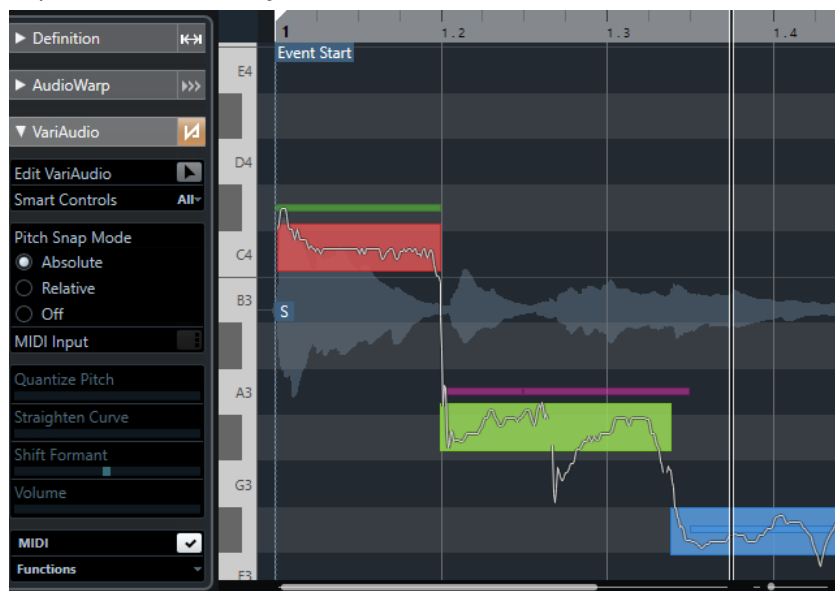 Definition
AudioWarp
VariAudio
Edit VariAudio
Smart Controls All
Pitch Snap Mode
Absolute
Relative
Off
MIDI Input
Quantize Pitch
Straighten Curve
Shift Formant
Volume
MIDI
Functions
1 1.2 1.3 1.4
Event Start
E4
D4
C4
B3
S
A3
G3
F3